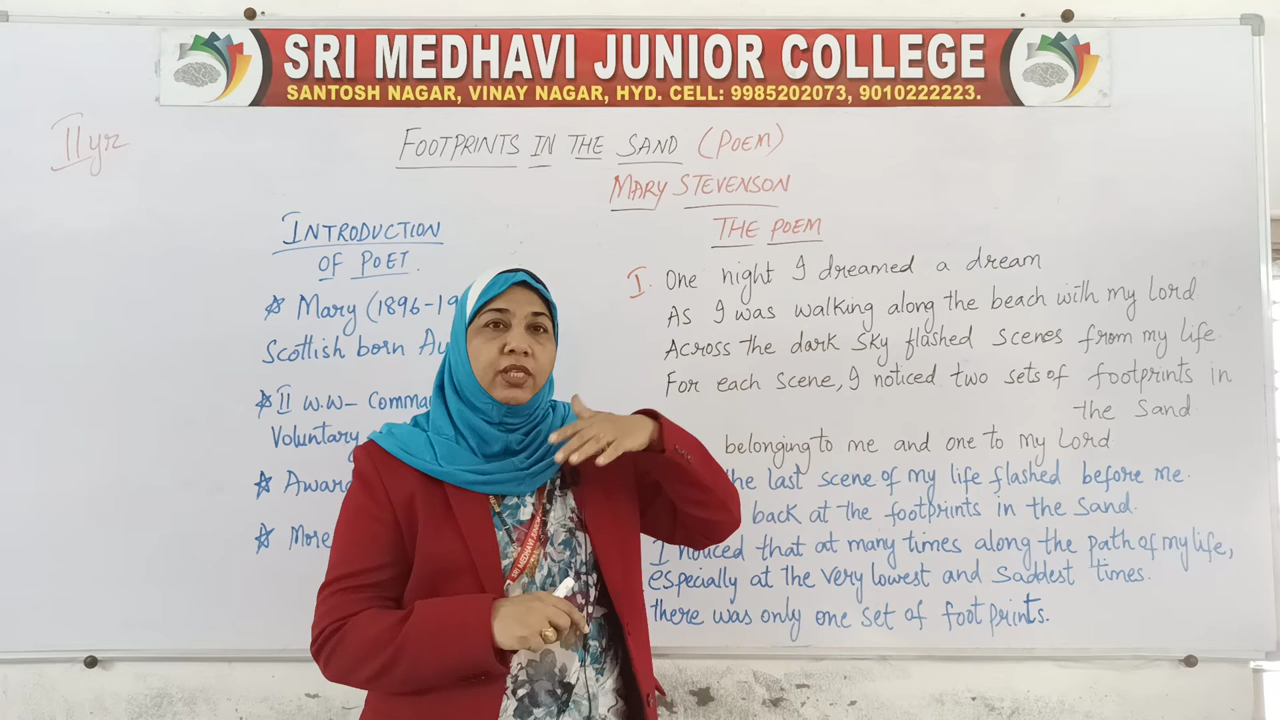 SRI MEDHAVI JUNIOR COLLEGE
SANTOSH NAGAR, VINAY NAGAR, HYD. CELL: 9985202073, 9010222223.
II yr
FOOTPRINTS IN THE SAND (POEM)
MARY STEVENSON
INTRODUCTION
OF POET.
Mary (1896-19
Scottish born Au
II W.W- Comma
Voluntary
Awar
More
THE POEM
I. One night I dreamed a dream
As I was walking along the beach with my Lord
Across the dark sky flashed scenes from my life.
For each scene, I noticed two sets of footprints in
the Sand.
belonging to me and one to my Lord
the last scene of my life flashed before me.
back at the footprints in the Sand.
I noticed that at many times along the path of my life,
especially at the very lowest and saddest times.
there was only one set of footprints.
SRI MEDHAVI JUN